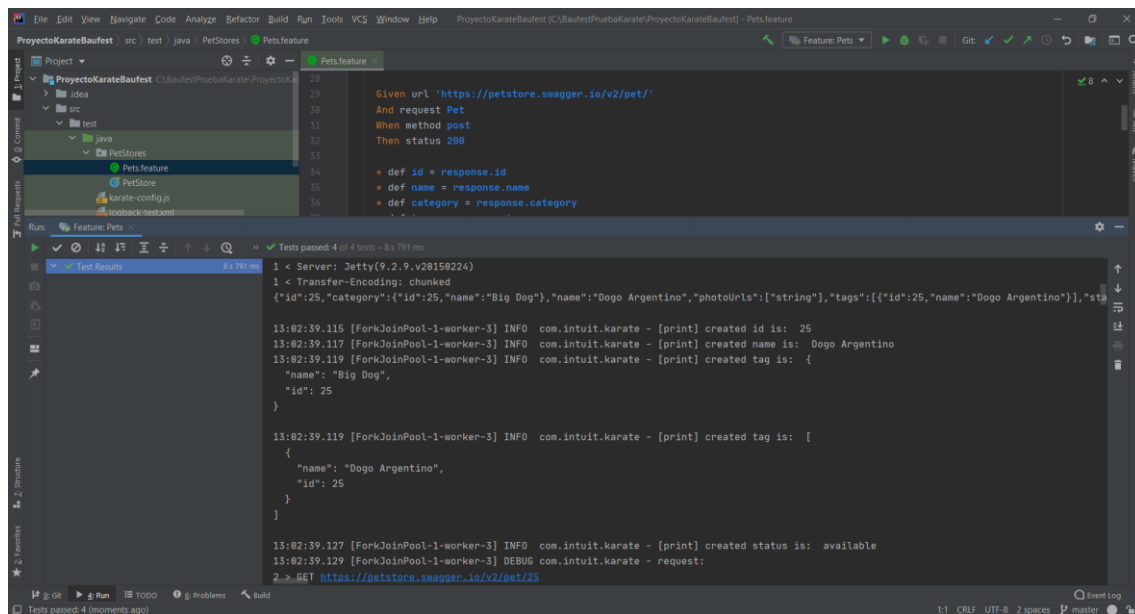 File Edit View Navigate Code Analyze Refactor Build Run Tools VCS Window Help ProyectoKarateBaufest [C:\BaufestPruebaKarate\ProyectoKarateBaufest] - Pets.feature
ProyectoKarateBaufest src test java PetStores Pets.feature
Feature: Pets
Git:
1: Project
Commit
Pull Requests
Project
ProyectoKarateBaufest C:\BaufestPruebaKarate\ProyectoKa
.idea
src
test
java
PetStores
Pets.feature
PetStore
karate-config.js
logback-test.xml
Pets.feature
8
28
29 Given url 'https://petstore.swagger.io/v2/pet/'
30 And request Pet
31 When method post
32 Then status 200
33
34 * def id = response.id
35 * def name = response.name
36 * def category = response.category
Run: Feature: Pets
Tests passed: 4 of 4 tests – 8 s 791 ms
Test Results 8 s 791 ms
1 < Server: Jetty(9.2.9.v20150224)
1 < Transfer-Encoding: chunked
{"id":25,"category":{"id":25,"name":"Big Dog"},"name":"Dogo Argentino","photoUrls":["string"],"tags":[{"id":25,"name":"Dogo Argentino"}],"sta
13:02:39.115 [ForkJoinPool-1-worker-3] INFO com.intuit.karate - [print] created id is: 25
13:02:39.117 [ForkJoinPool-1-worker-3] INFO com.intuit.karate - [print] created name is: Dogo Argentino
13:02:39.119 [ForkJoinPool-1-worker-3] INFO com.intuit.karate - [print] created tag is: {
"name": "Big Dog",
"id": 25
}
13:02:39.119 [ForkJoinPool-1-worker-3] INFO com.intuit.karate - [print] created tag is: [
{
"name": "Dogo Argentino",
"id": 25
}
]
13:02:39.127 [ForkJoinPool-1-worker-3] INFO com.intuit.karate - [print] created status is: available
13:02:39.129 [ForkJoinPool-1-worker-3] DEBUG com.intuit.karate - request:
2 > GET https://petstore.swagger.io/v2/pet/25
Z: Structure
2: Favorites
9: Git 4: Run TODO 6: Problems Build Event Log
Tests passed: 4 (moments ago) 1:1 CRLF UTF-8 2 spaces master